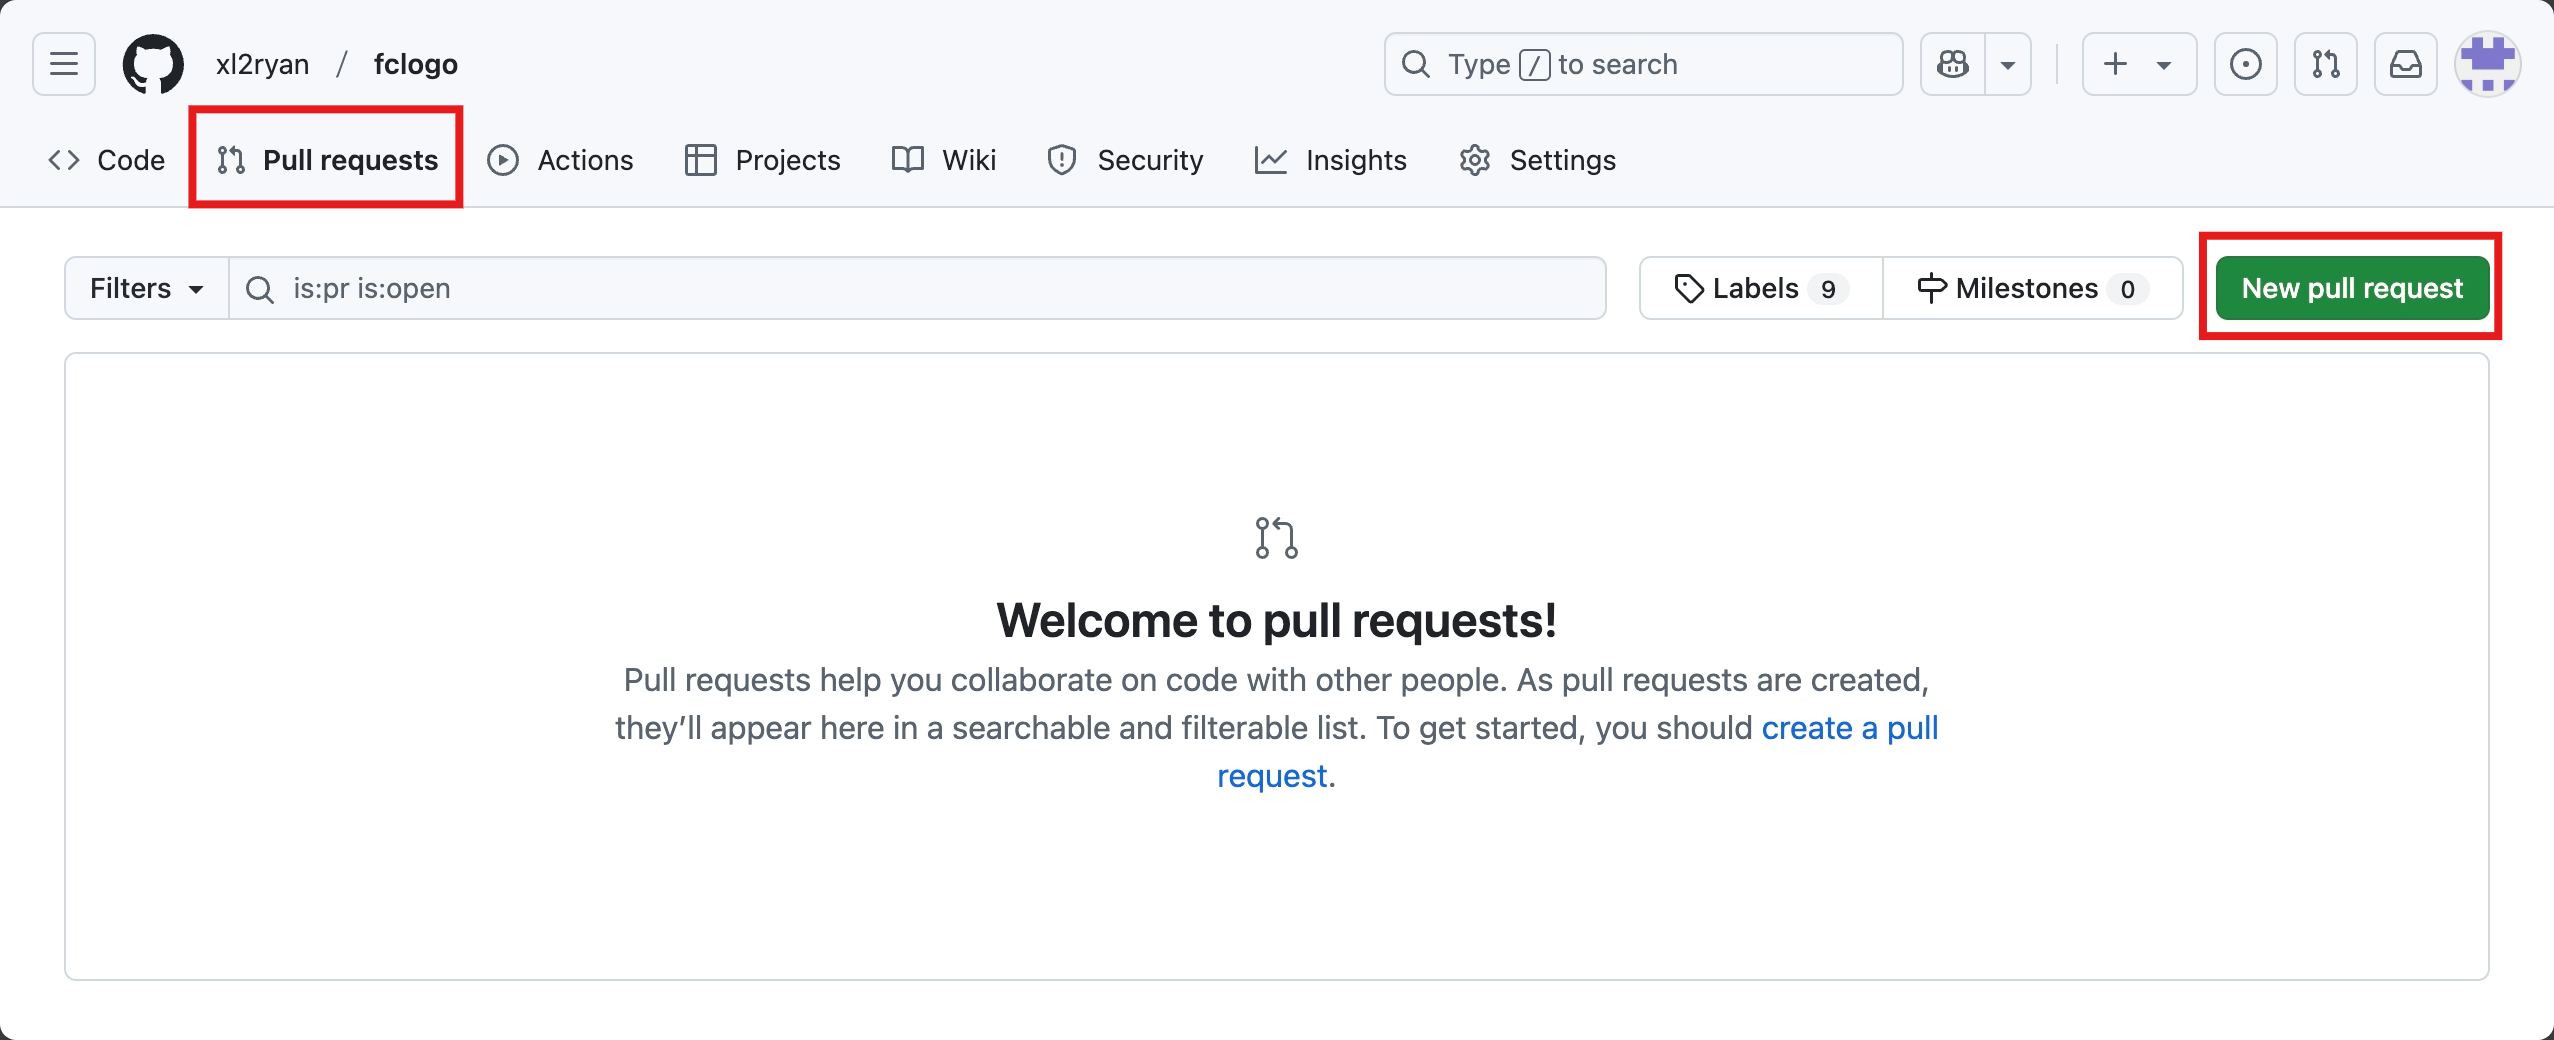 xl2ryan / fclogo
Type / to search
Code Pull requests Actions Projects Wiki Security Insights Settings
Filters is:pr is:open Labels 9 Milestones 0 New pull request
Welcome to pull requests!
Pull requests help you collaborate on code with other people. As pull requests are created,
they’ll appear here in a searchable and filterable list. To get started, you should create a pull
request.